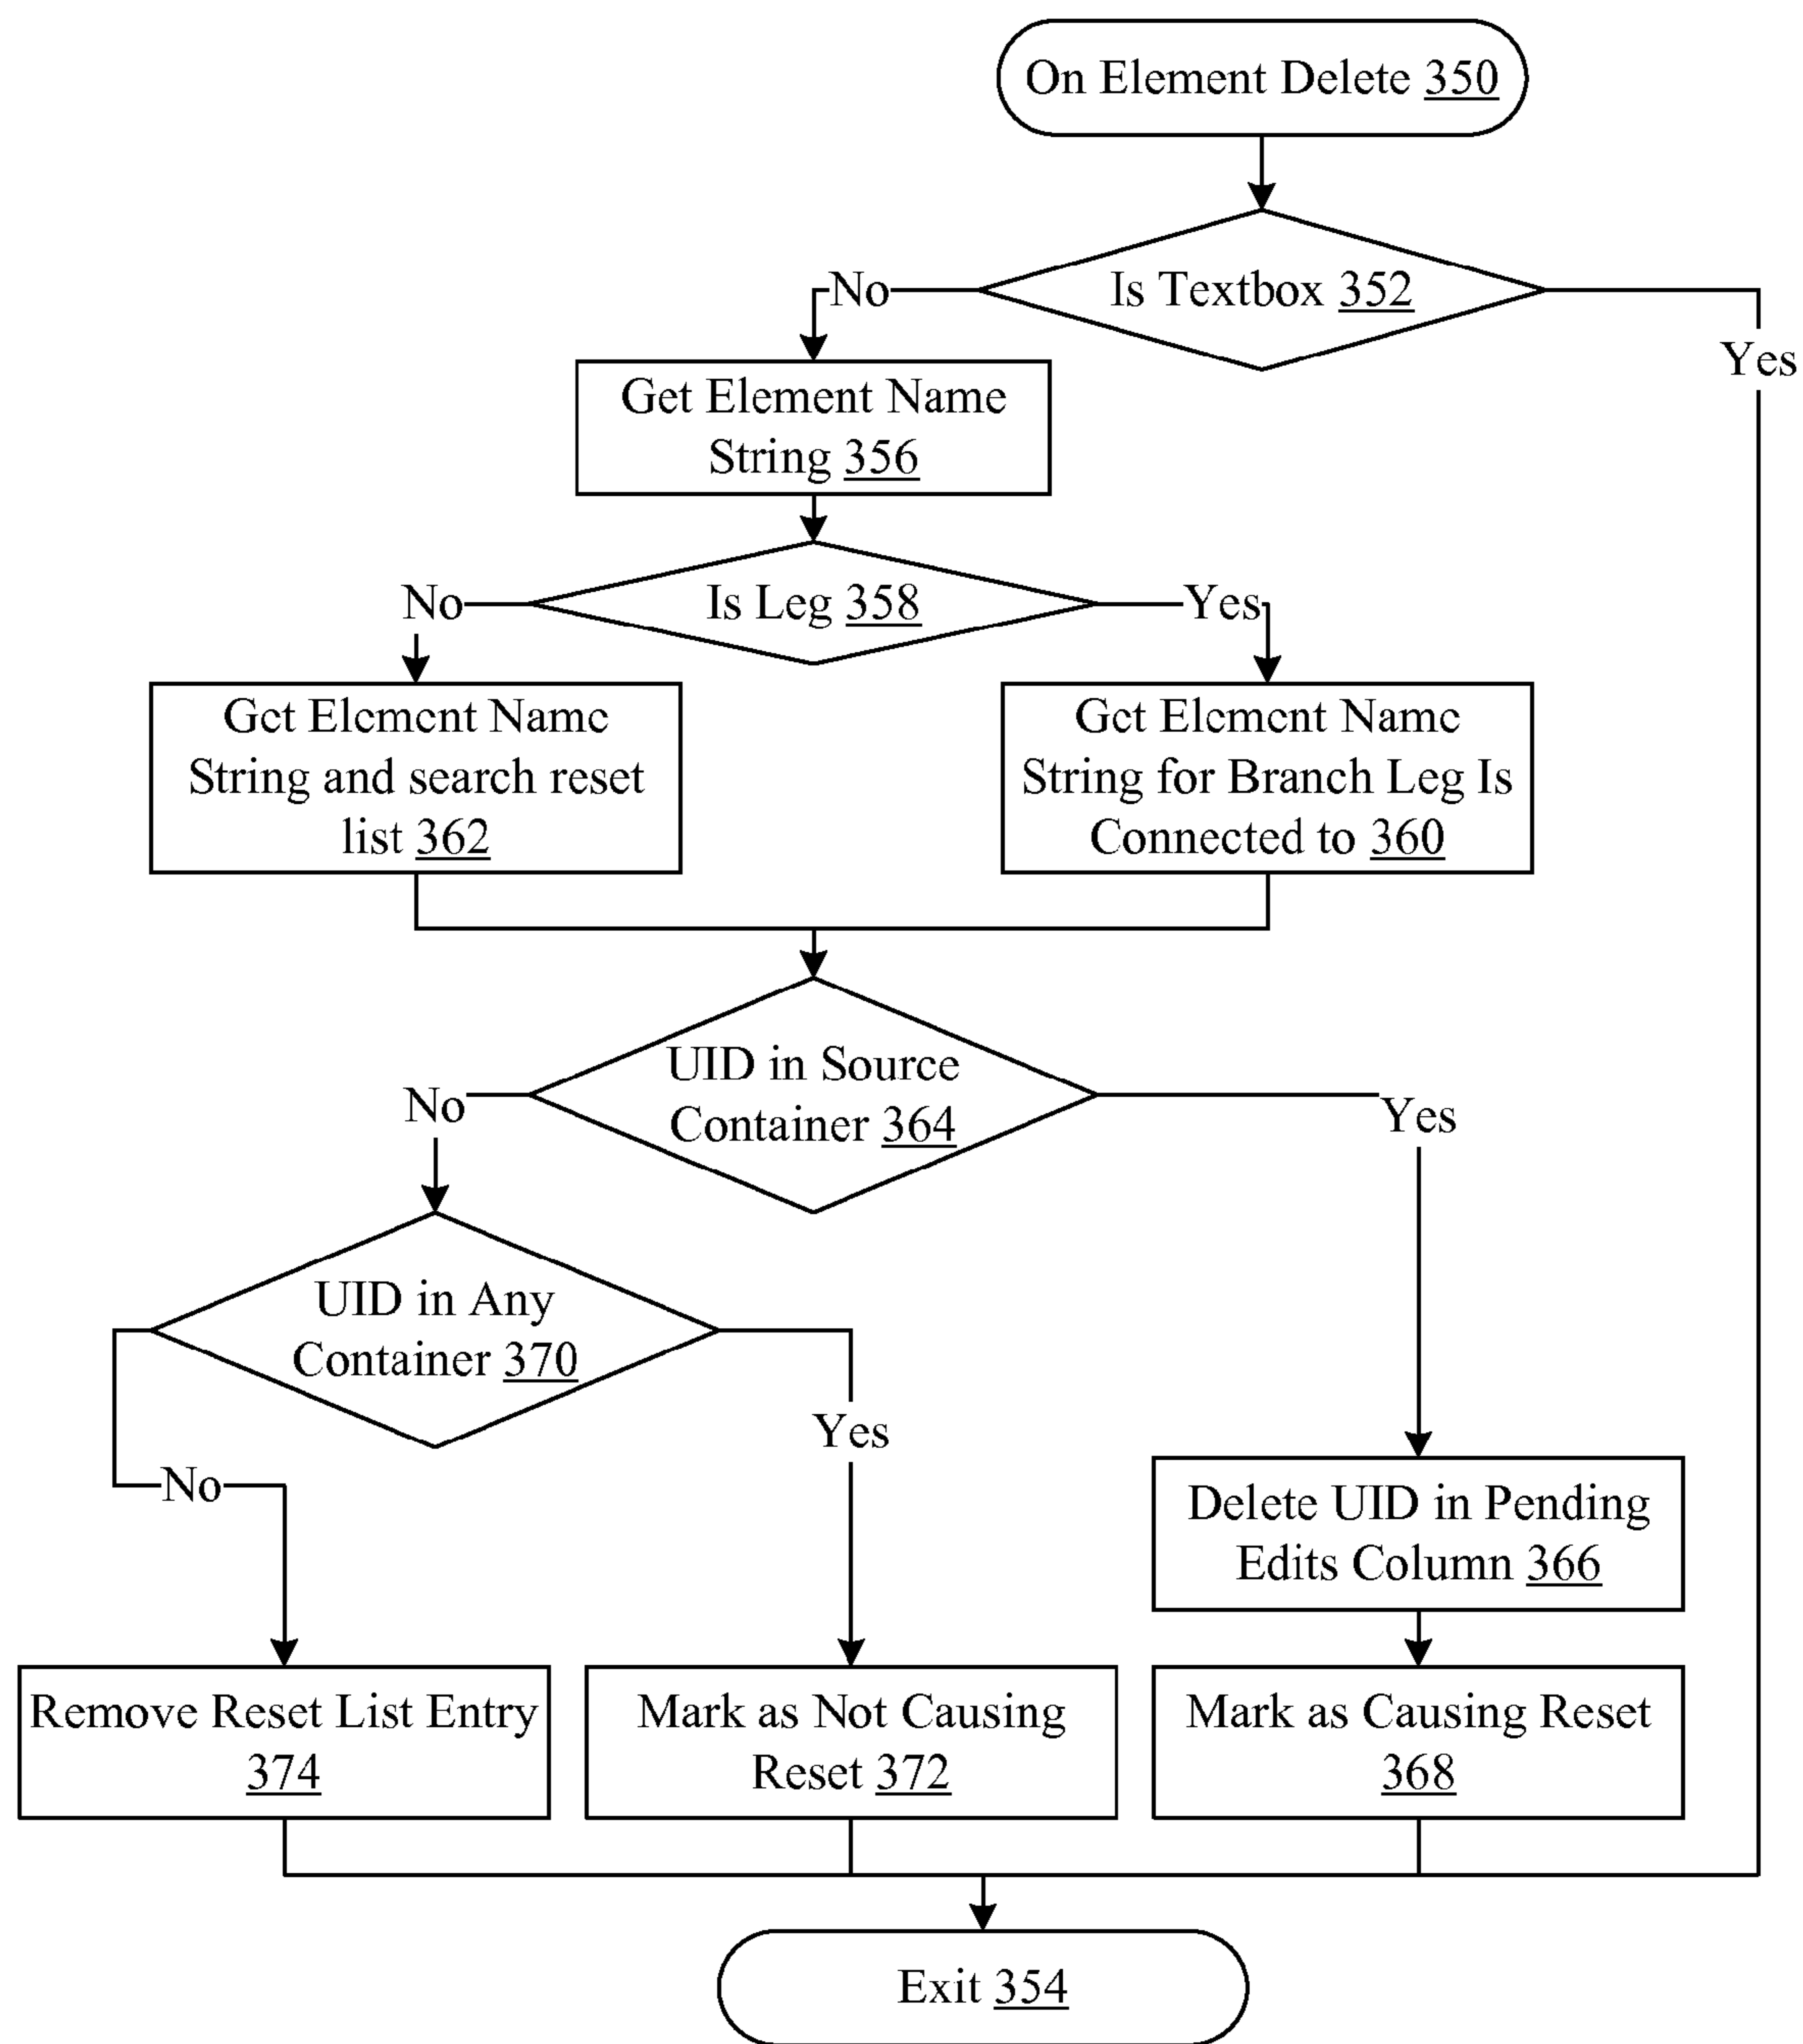 On Element Delete 350
Is Textbox 352
No
Yes
Get Element Name
String 356
Is Leg 358
No
Yes
Get Element Name
String and search reset
list 362
Get Element Name
String for Branch Leg Is
Connected to 360
UID in Source
Container 364
No
Yes
UID in Any
Container 370
Yes
No
Delete UID in Pending
Edits Column 366
Remove Reset List Entry
374
Mark as Not Causing
Reset 372
Mark as Causing Reset
368
Exit 354